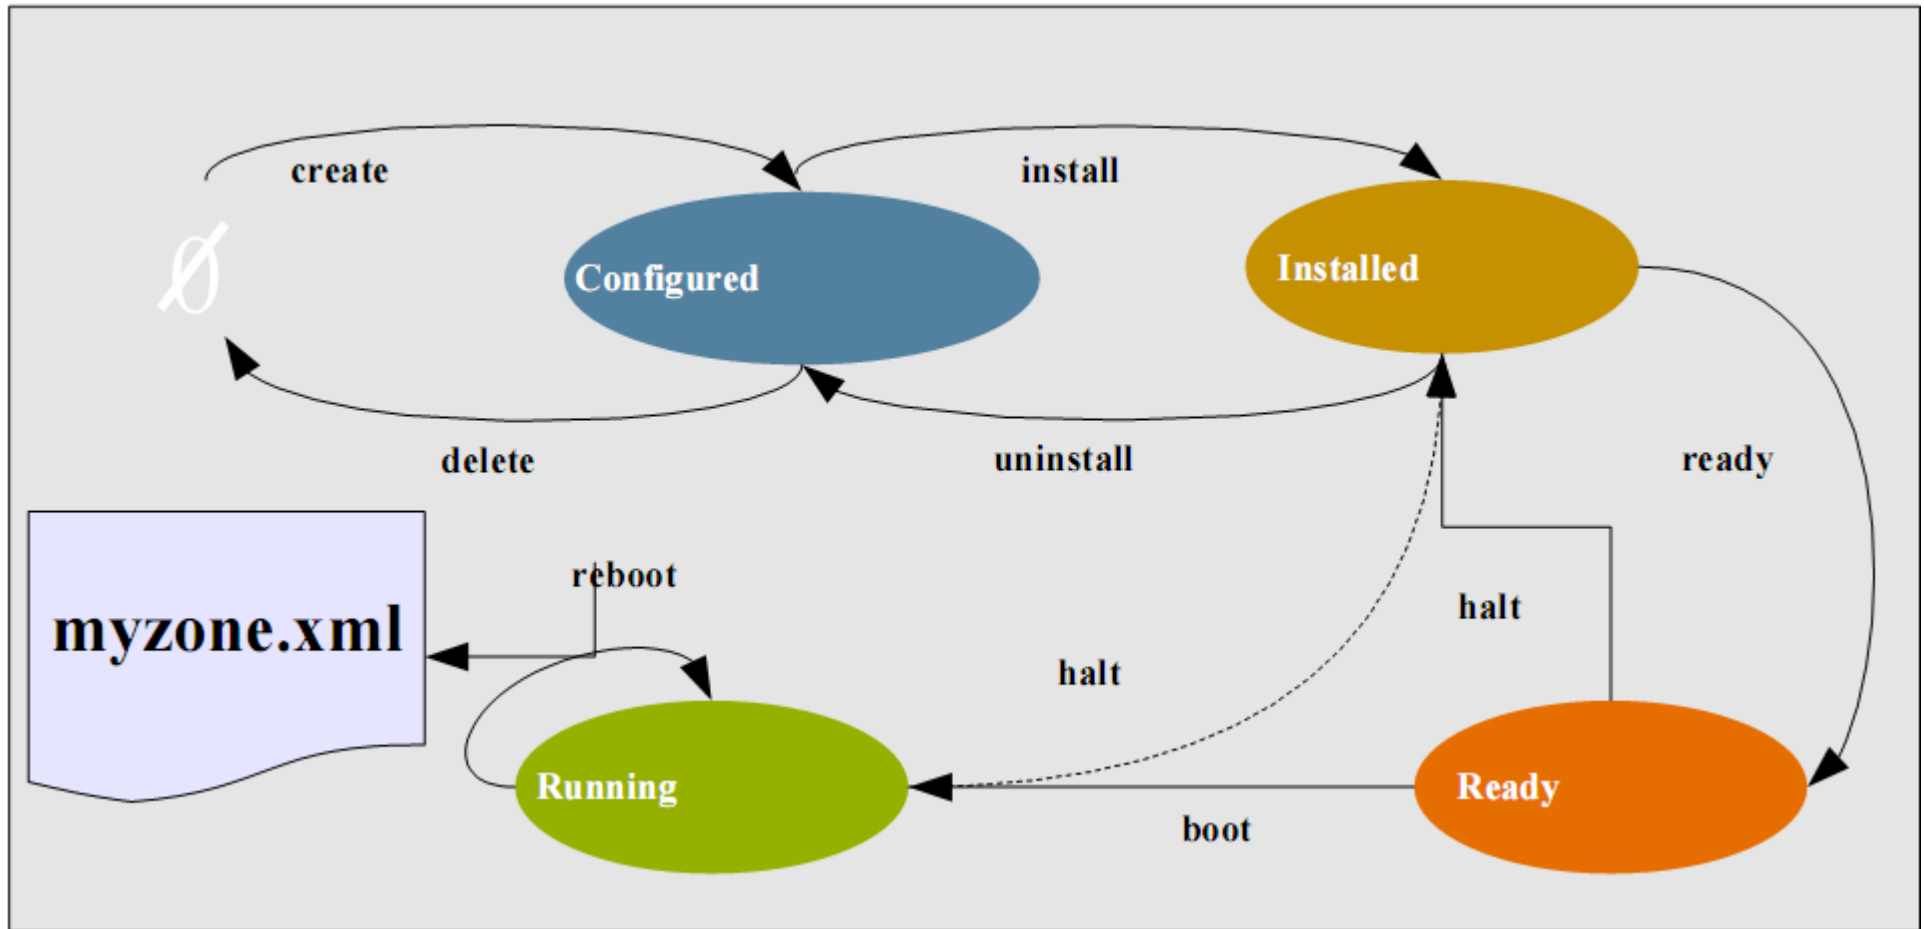 create
install
Ø
Configured
Installed
delete
uninstall
ready
reboot
myzone.xml
halt
halt
Running
Ready
boot